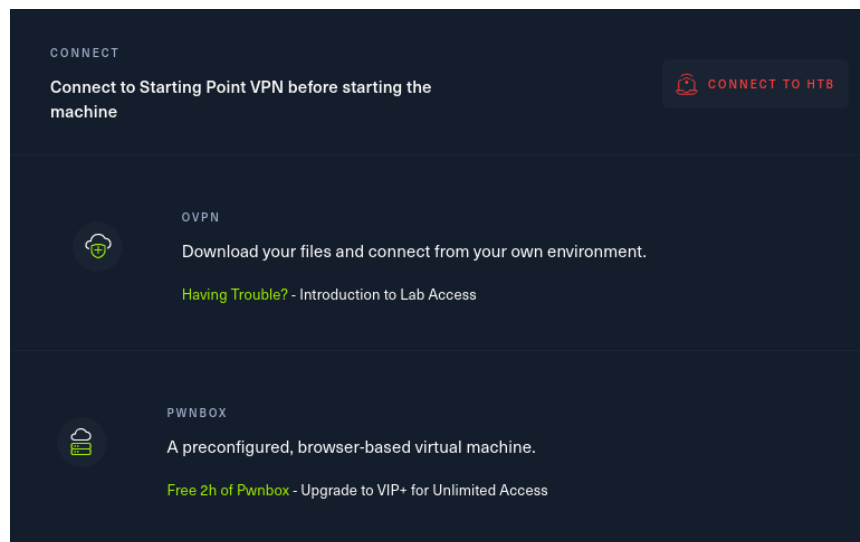 CONNECT
Connect to Starting Point VPN before starting the
machine
CONNECT TO HTB
OVPN
Download your files and connect from your own environment.
Having Trouble? - Introduction to Lab Access
PWNBOX
A preconfigured, browser-based virtual machine.
Free 2h of Pwnbox - Upgrade to VIP+ for Unlimited Access